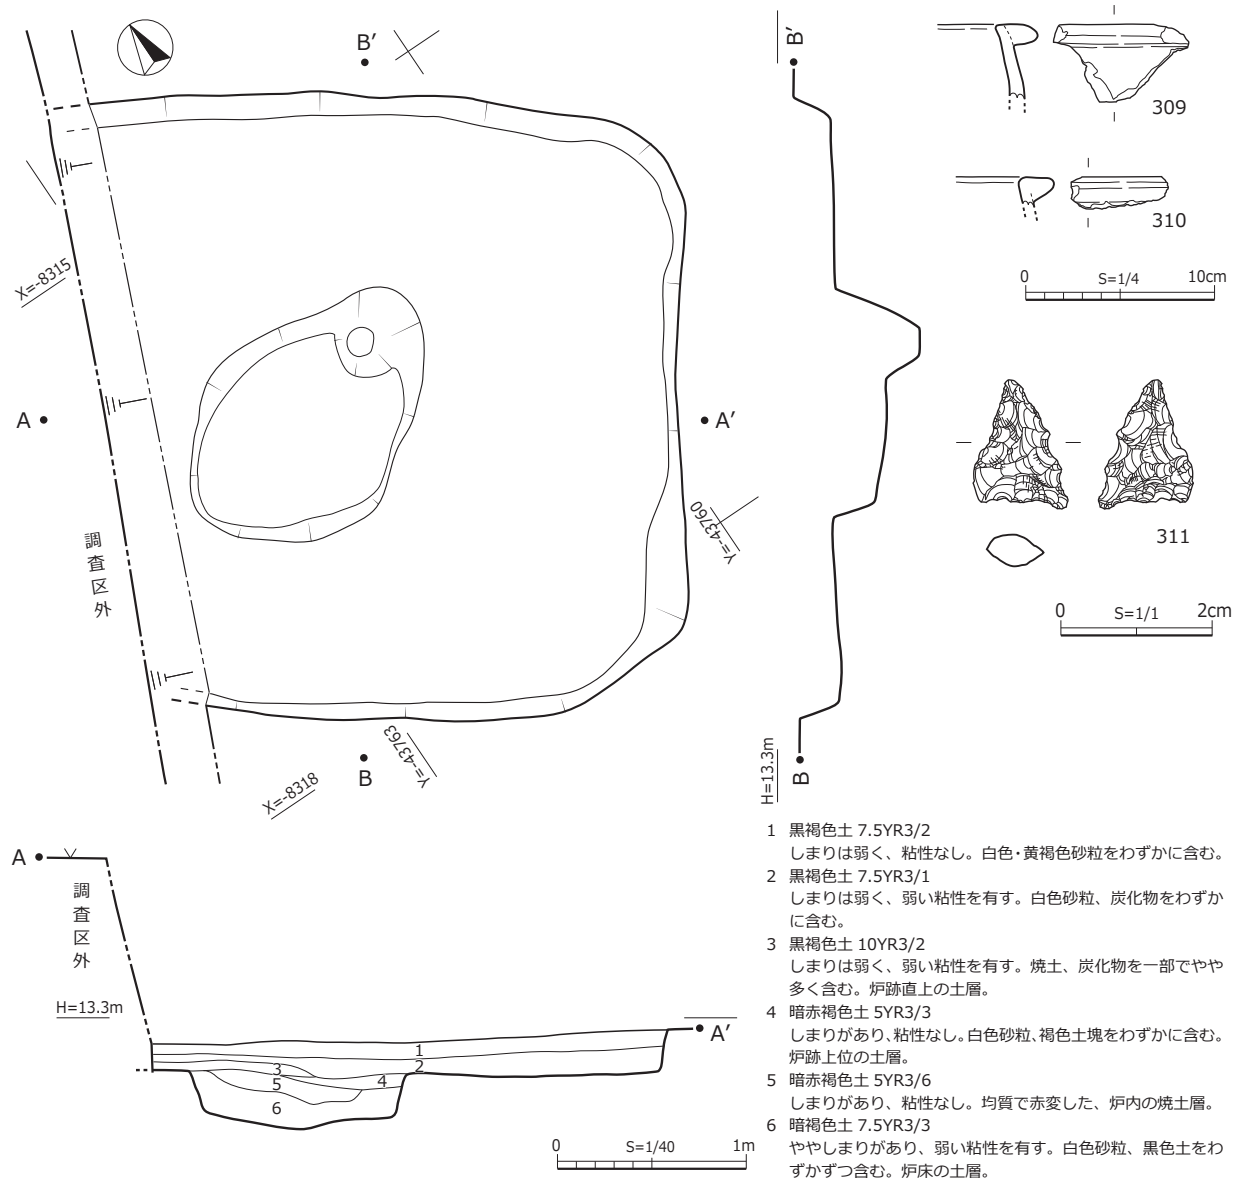 B′
X=-8315
A
A′
調査区外
Y=-43760
B
Y=-43763
X=-8318
B′
H=13.3m
B
309
310
0 S=1/4 10cm
311
0 S=1/1 2cm
A
調査区外
H=13.3m
A′
1
2
3
4
5
6
0 S=1/40 1m
1 黒褐色土 7.5YR3/2
しまりは弱く、粘性なし。白色・黄褐色砂粒をわずかに含む。
2 黒褐色土 7.5YR3/1
しまりは弱く、弱い粘性を有す。白色砂粒、炭化物をわずか
に含む。
3 黒褐色土 10YR3/2
しまりは弱く、弱い粘性を有す。焼土、炭化物を一部でやや
多く含む。炉跡直上の土層。
4 暗赤褐色土 5YR3/3
しまりがあり、粘性なし。白色砂粒、褐色土塊をわずかに含む。
炉跡上位の土層。
5 暗赤褐色土 5YR3/6
しまりがあり、粘性なし。均質で赤変した、炉内の焼土層。
6 暗褐色土 7.5YR3/3
ややしまりがあり、弱い粘性を有す。白色砂粒、黒色土をわ
ずかずつ含む。炉床の土層。